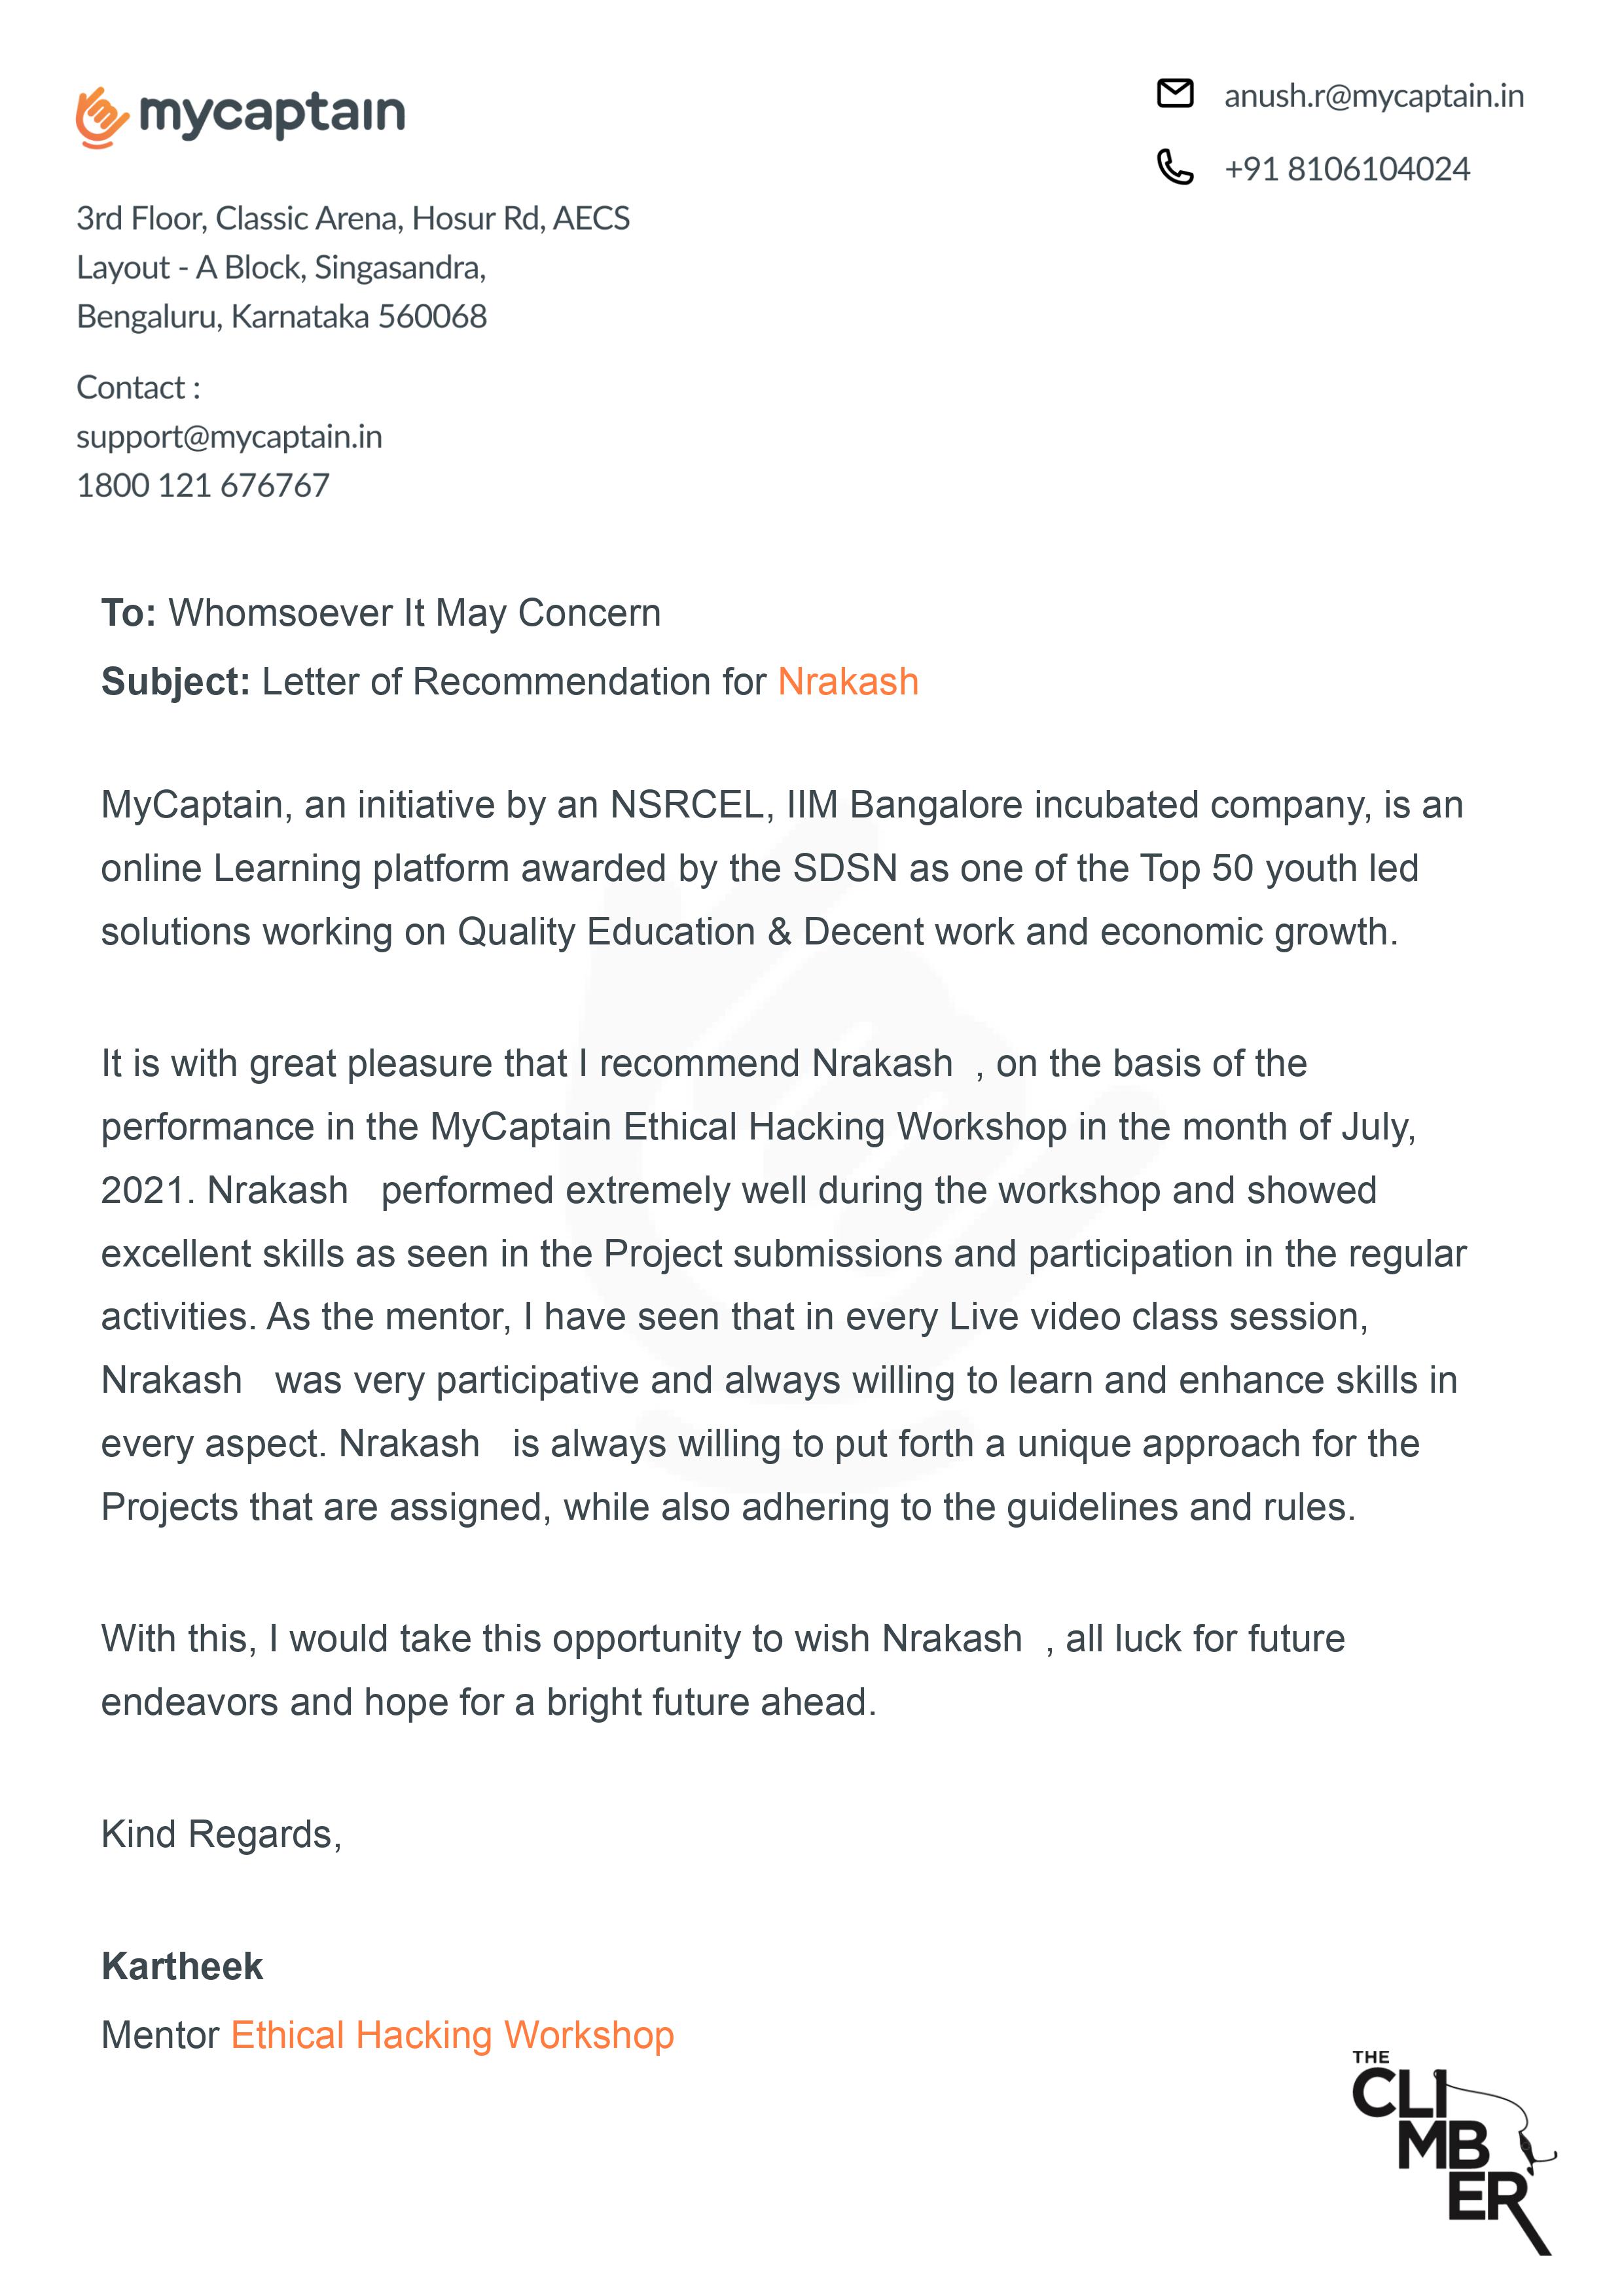 mycaptain
anush.r@mycaptain.in
+91 8106104024
3rd Floor, Classic Arena, Hosur Rd, AECS
Layout - A Block, Singasandra,
Bengaluru, Karnataka 560068
Contact :
support@mycaptain.in
1800 121 676767
To: Whomsoever It May Concern
Subject: Letter of Recommendation for Nrakash
MyCaptain, an initiative by an NSRCEL, IIM Bangalore incubated company, is an
online Learning platform awarded by the SDSN as one of the Top 50 youth led
solutions working on Quality Education & Decent work and economic growth.
It is with great pleasure that I recommend Nrakash  , on the basis of the
performance in the MyCaptain Ethical Hacking Workshop in the month of July,
2021. Nrakash   performed extremely well during the workshop and showed
excellent skills as seen in the Project submissions and participation in the regular
activities. As the mentor, I have seen that in every Live video class session,
Nrakash   was very participative and always willing to learn and enhance skills in
every aspect. Nrakash   is always willing to put forth a unique approach for the
Projects that are assigned, while also adhering to the guidelines and rules.
With this, I would take this opportunity to wish Nrakash  , all luck for future
endeavors and hope for a bright future ahead.
Kind Regards,
Kartheek
Mentor Ethical Hacking Workshop
THE
CLI
MB
ER